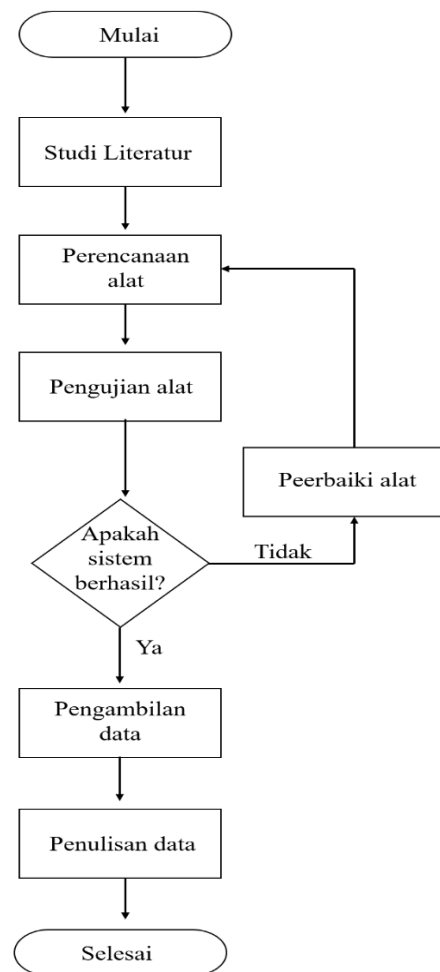 Mulai
Studi Literatur
Perencanaan
alat
Pengujian alat
Peerbaiki alat
Apakah
sistem
berhasil?
Tidak
Ya
Pengambilan
data
Penulisan data
Selesai